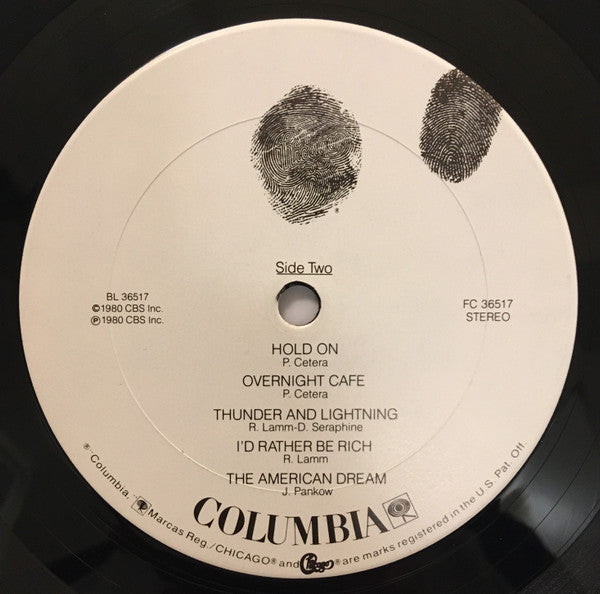 ®
Side Two
BL 36517
©1980 CBS Inc.
℗1980 CBS Inc.
FC 36517
STEREO
HOLD ON
P. Cetera
OVERNIGHT CAFE
P. Cetera
THUNDER AND LIGHTNING
R. Lamm-D. Seraphine
I'D RATHER BE RICH
R. Lamm
THE AMERICAN DREAM
J. Pankow
COLUMBIA
® "Columbia," Marcas Reg./CHICAGO® and Chicago® are marks registered in the U.S. Pat. Off.